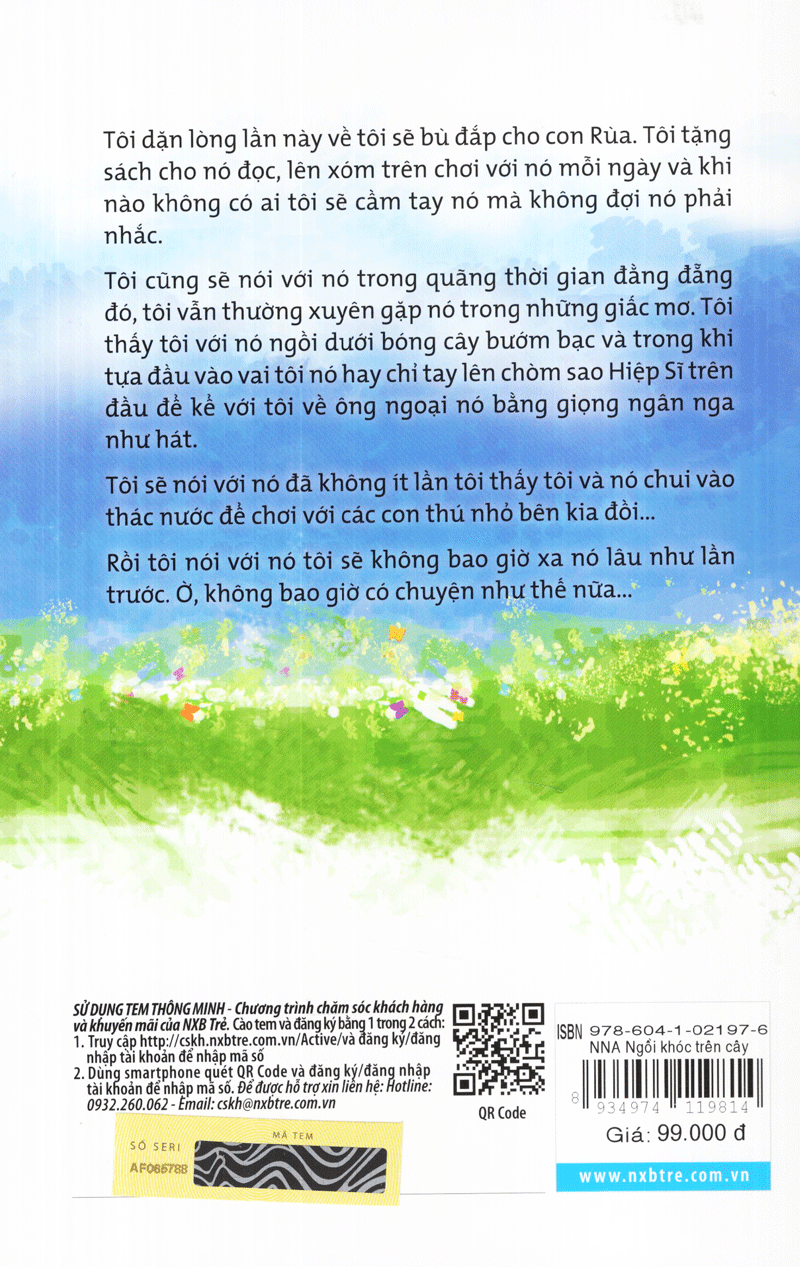 Tôi dặn lòng lần này về tôi sẽ bù đắp cho con Rùa. Tôi tặng
sách cho nó đọc, lên xóm trên chơi với nó mỗi ngày và khi
nào không có ai tôi sẽ cầm tay nó mà không đợi nó phải
nhắc.
Tôi cũng sẽ nói với nó trong quãng thời gian đằng đẵng
đó, tôi vẫn thường xuyên gặp nó trong những giấc mơ. Tôi
thấy tôi với nó ngồi dưới bóng cây bướm bạc và trong khi
tựa đầu vào vai tôi nó hay chỉ tay lên chòm sao Hiệp Sĩ trên
đầu để kể với tôi về ông ngoại nó bằng giọng ngân nga
như hát.
Tôi sẽ nói với nó đã không ít lần tôi thấy tôi và nó chui vào
thác nước để chơi với các con thú nhỏ bên kia đồi...
Rồi tôi nói với nó tôi sẽ không bao giờ xa nó lâu như lần
trước. Ờ, không bao giờ có chuyện như thế nữa...
SỬ DỤNG TEM THÔNG MINH - Chương trình chăm sóc khách hàng
và khuyến mãi của NXB Trẻ. Cào tem và đăng ký bằng 1 trong 2 cách:
1. Truy cập http://cskh.nxbtre.com.vn/Active/và đăng ký/đăng
nhập tài khoản để nhập mã số
2. Dùng smartphone quét QR Code và đăng ký/đăng nhập
tài khoản để nhập mã số. Để được hỗ trợ xin liên hệ: Hotline:
0932.260.062 - Email: cskh@nxbtre.com.vn
QR Code
MÃ TEM
SỐ SERI
AF065788
ISBN 978-604-1-02197-6
NNA Ngồi khóc trên cây
8 934974 119814
Giá: 99.000 đ
www.nxbtre.com.vn